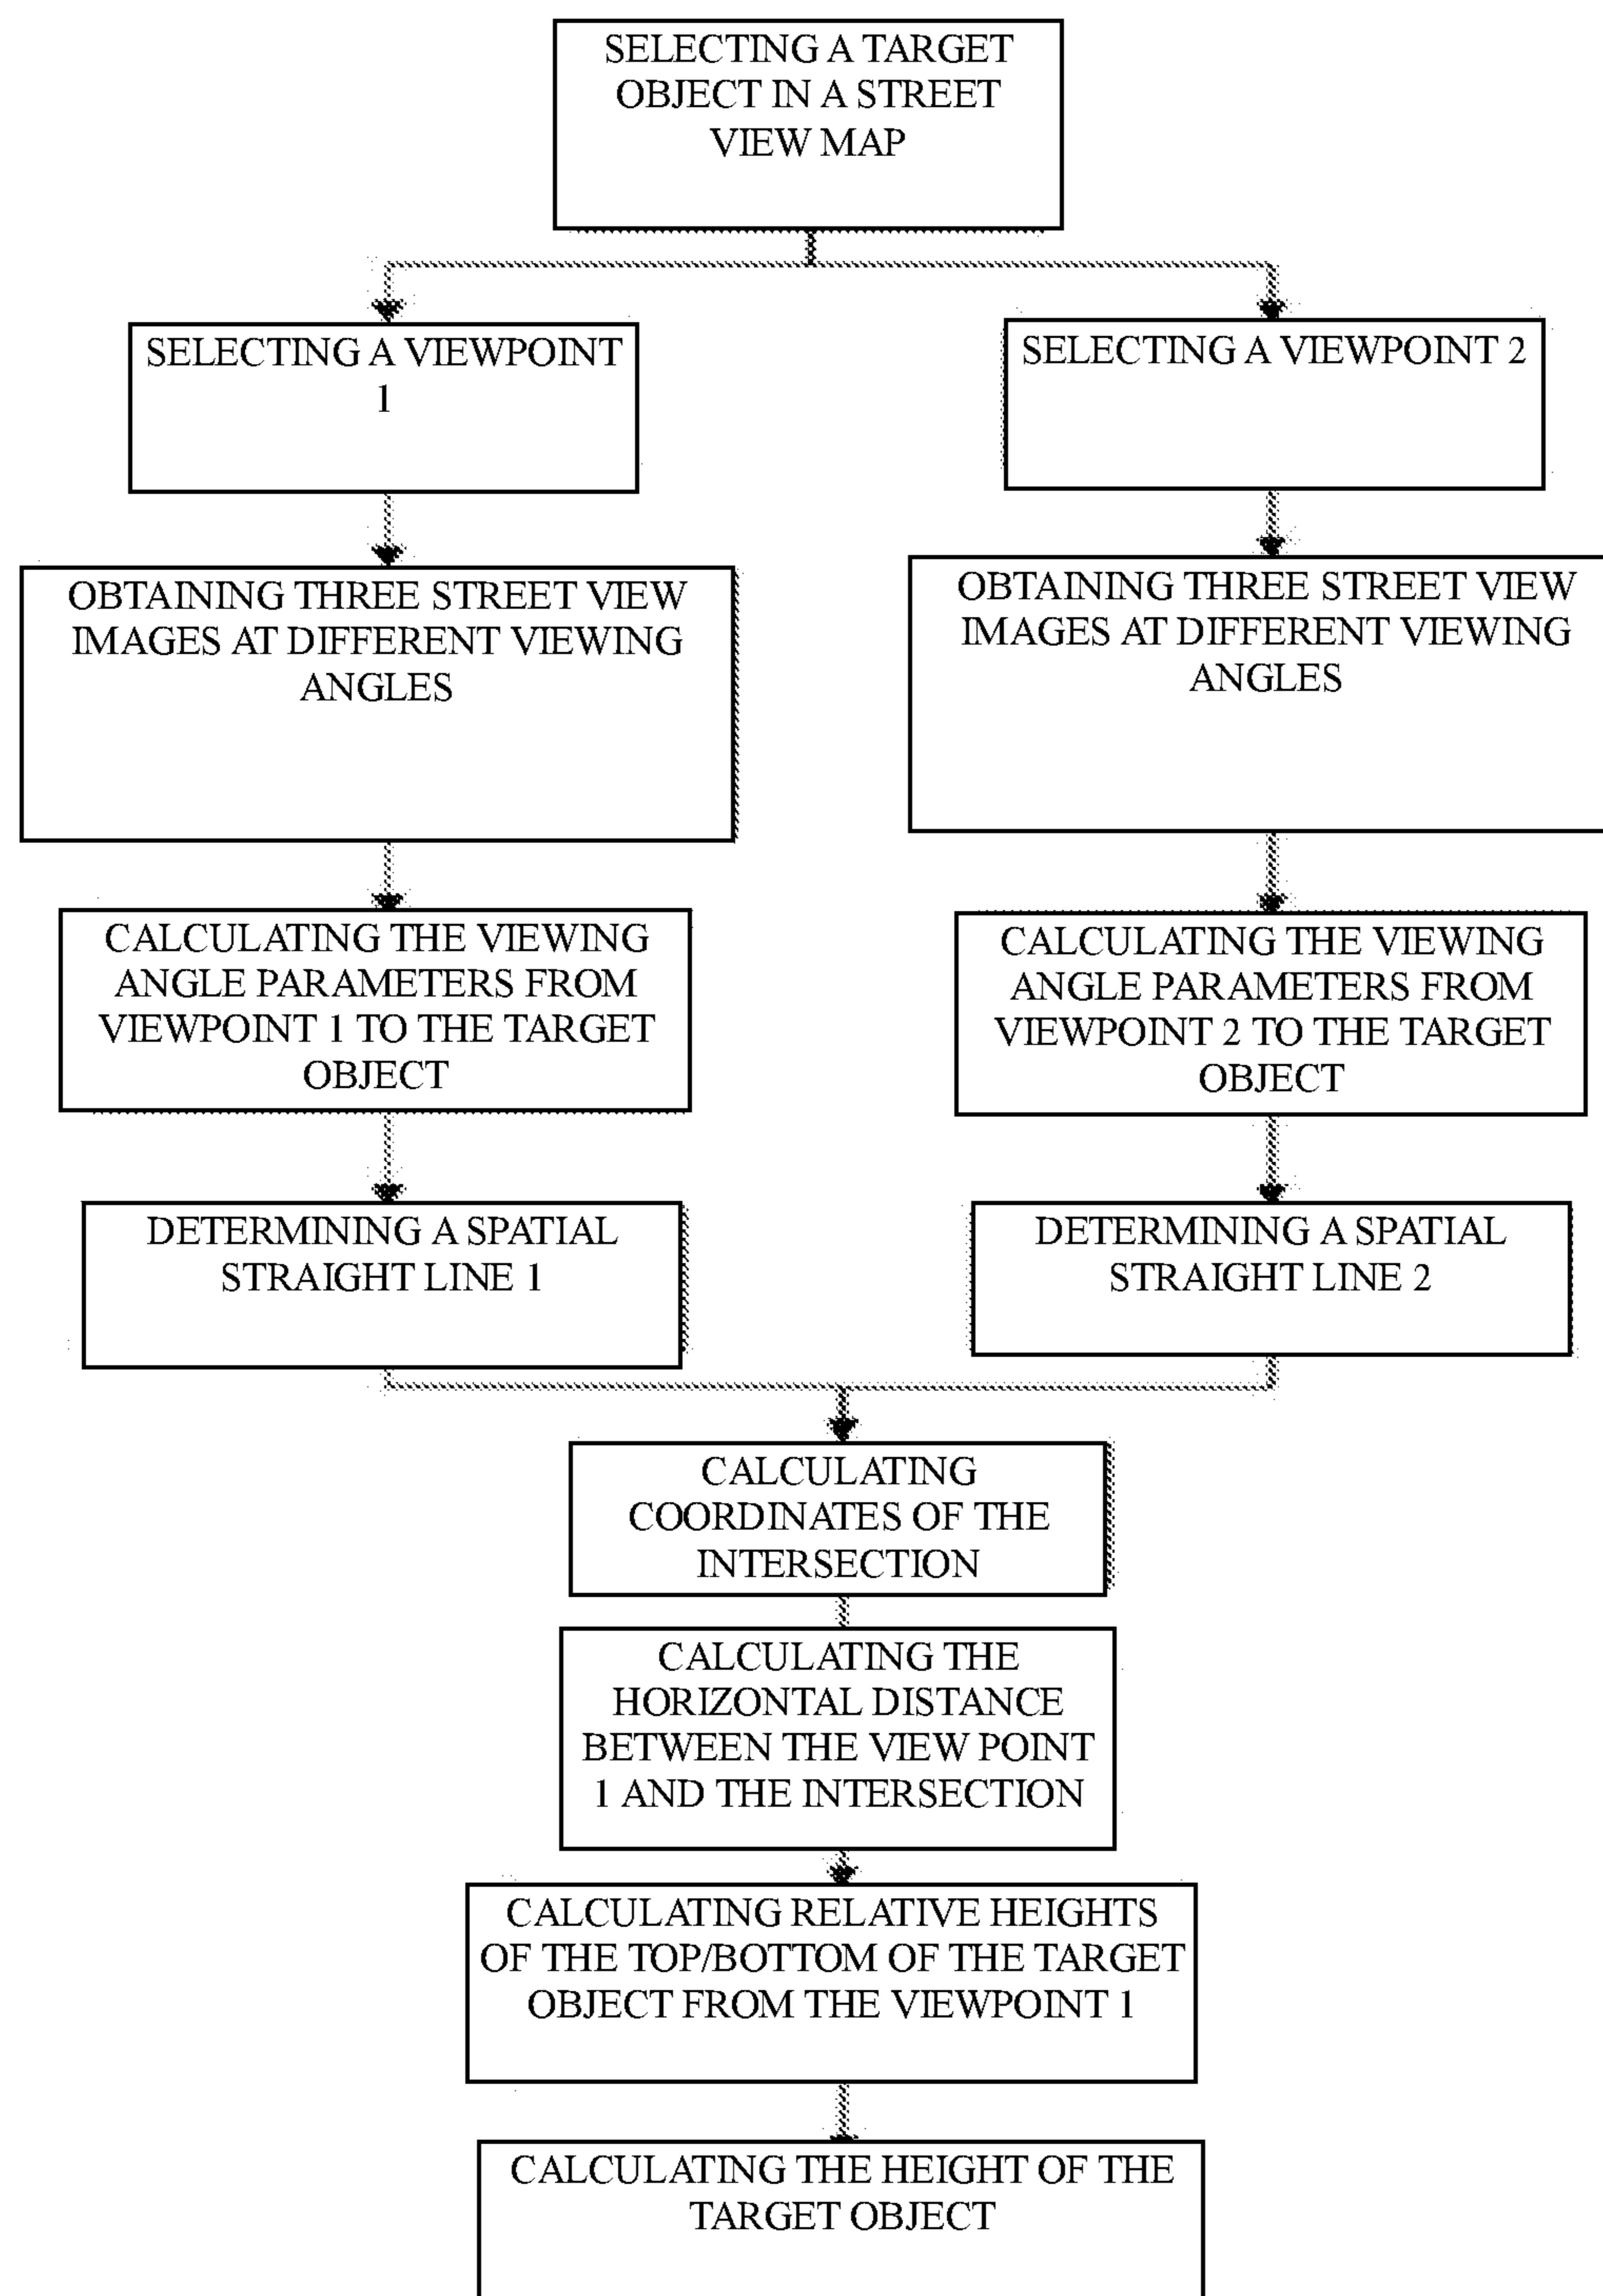 SELECTING A TARGET
OBJECT IN A STREET
VIEW MAP
SELECTING A VIEWPOINT
1
SELECTING A VIEWPOINT 2
OBTAINING THREE STREET VIEW
IMAGES AT DIFFERENT VIEWING
ANGLES
OBTAINING THREE STREET VIEW
IMAGES AT DIFFERENT VIEWING
ANGLES
CALCULATING THE VIEWING
ANGLE PARAMETERS FROM
VIEWPOINT 1 TO THE TARGET
OBJECT
CALCULATING THE VIEWING
ANGLE PARAMETERS FROM
VIEWPOINT 2 TO THE TARGET
OBJECT
DETERMINING A SPATIAL
STRAIGHT LINE 1
DETERMINING A SPATIAL
STRAIGHT LINE 2
CALCULATING
COORDINATES OF THE
INTERSECTION
CALCULATING THE
HORIZONTAL DISTANCE
BETWEEN THE VIEW POINT
1 AND THE INTERSECTION
CALCULATING RELATIVE HEIGHTS
OF THE TOP/BOTTOM OF THE TARGET
OBJECT FROM THE VIEWPOINT 1
CALCULATING THE HEIGHT OF THE
TARGET OBJECT